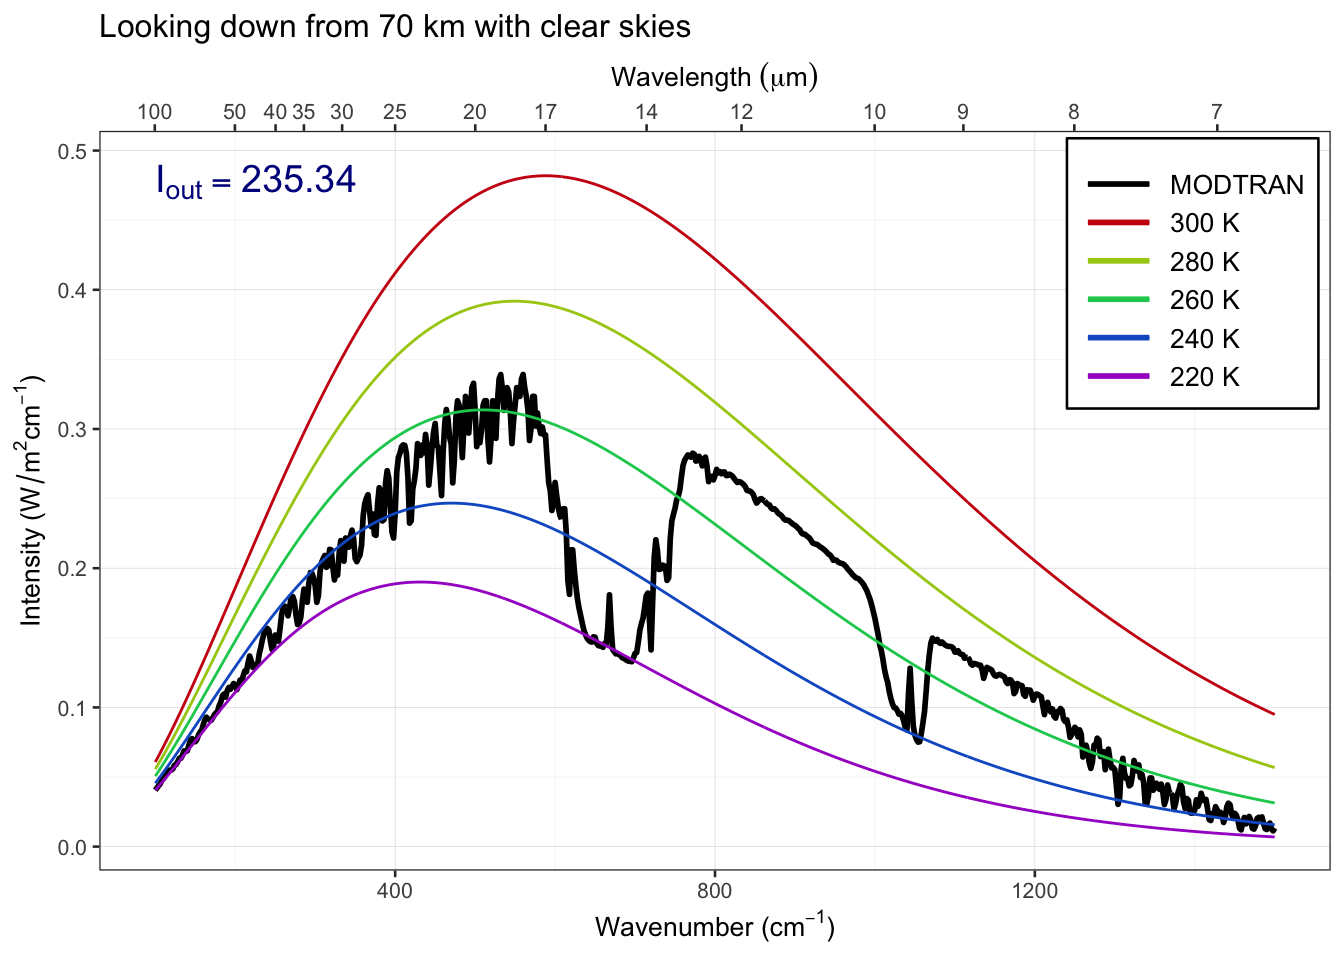 Looking down from 70 km with clear skies
Wavelength (μm)
100 50 40 35 30 25 20 17 14 12 10 9 8 7
I_out = 235.34
MODTRAN
300 K
280 K
260 K
240 K
220 K
0.5
0.4
0.3
0.2
0.1
0.0
Intensity (W/m²cm⁻¹)
400 800 1200
Wavenumber (cm⁻¹)